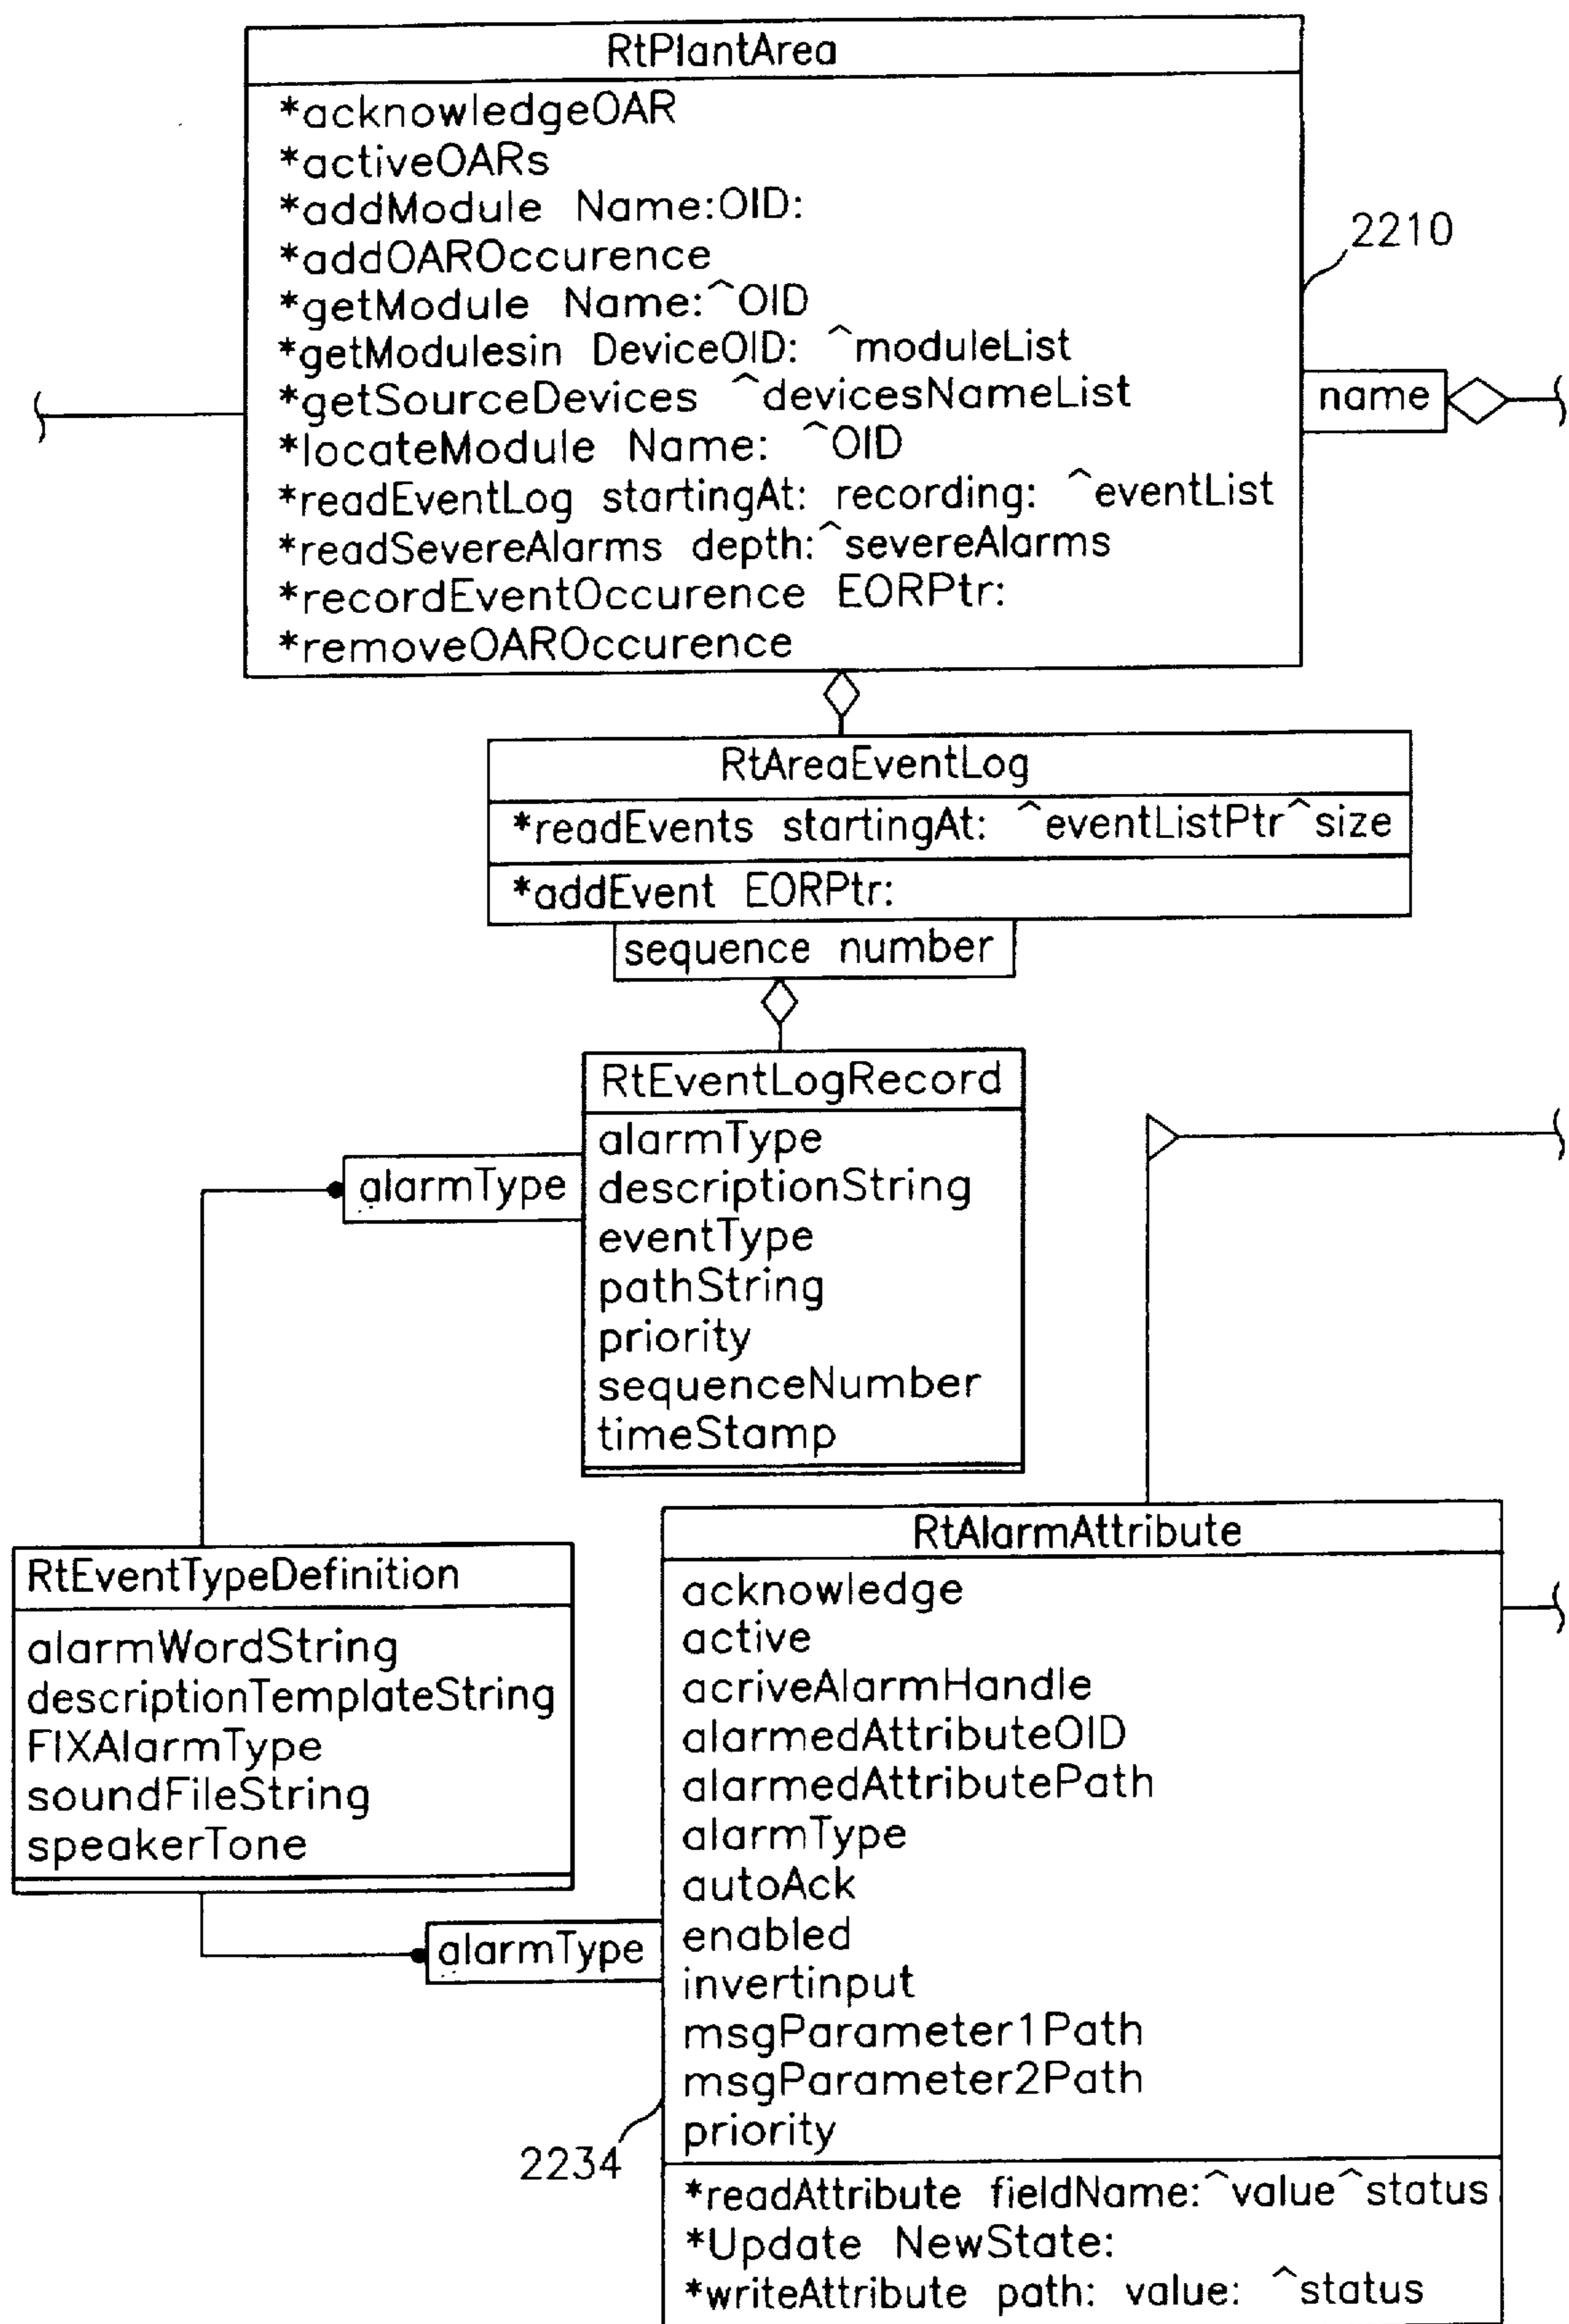 RtPlantArea
*acknowledgeOAR
*activeOARs
*addModule Name:OID:
*addOAROccurence
*getModule Name:^OID
*getModulesin DeviceOID: ^moduleList
*getSourceDevices ^devicesNameList
*locateModule Name: ^OID
*readEventLog startingAt: recording: ^eventList
*readSevereAlarms depth:^severeAlarms
*recordEventOccurence EORPtr:
*removeOAROccurence
2210
name
RtAreaEventLog
*readEvents startingAt: ^eventListPtr^size
*addEvent EORPtr:
sequence number
RtEventLogRecord
alarmType
descriptionString
eventType
pathString
priority
sequenceNumber
timeStamp
alarmType
RtEventTypeDefinition
alarmWordString
descriptionTemplateString
FIXAlarmType
soundFileString
speakerTone
alarmType
RtAlarmAttribute
acknowledge
active
acriveAlarmHandle
alarmedAttributeOID
alarmedAttributePath
alarmType
autoAck
enabled
invertinput
msgParameter1Path
msgParameter2Path
priority
2234
*readAttribute fieldName:^value^status
*Update NewState:
*writeAttribute path: value: ^status